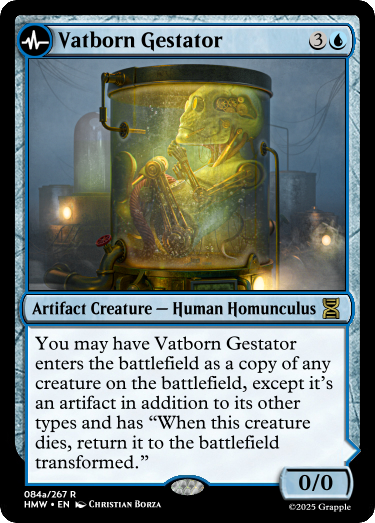 Vatborn Gestator 3
Artifact Creature — Human Homunculus
You may have Vatborn Gestator
enters the battlefield as a copy of any
creature on the battlefield, except it's
an artifact in addition to its other
types and has “When this creature
dies, return it to the battlefield
transformed.”
0/0
084a/267 R
HMW • EN Christian Borza
©2025 Grapple